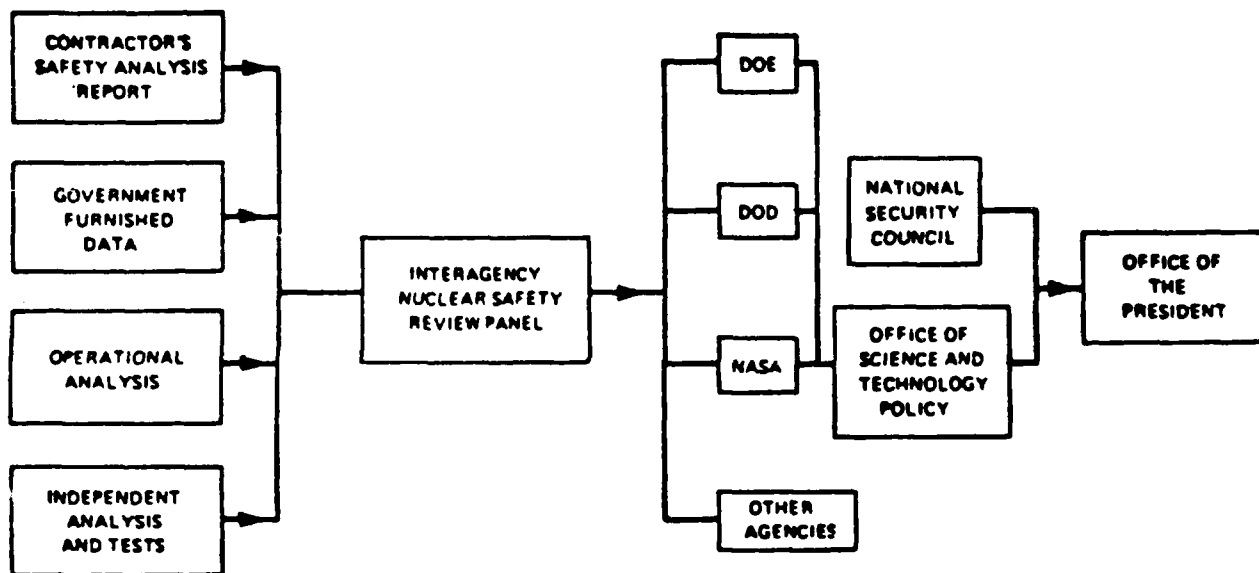 CONTRACTOR'S
SAFETY ANALYSIS
REPORT
GOVERNMENT
FURNISHED
DATA
OPERATIONAL
ANALYSIS
INDEPENDENT
ANALYSIS
AND TESTS
INTERAGENCY
NUCLEAR SAFETY
REVIEW PANEL
DOE
DOD
NASA
OTHER
AGENCIES
NATIONAL
SECURITY
COUNCIL
OFFICE OF
SCIENCE AND
TECHNOLOGY
POLICY
OFFICE OF
THE
PRESIDENT